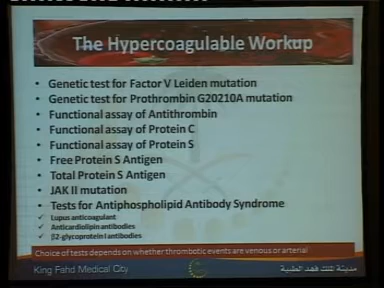 The Hypercoagulable Workup
• Genetic test for Factor V Leiden mutation
• Genetic test for Prothrombin G20210A mutation
• Functional assay of Antithrombin
• Functional assay of Protein C
• Functional assay of Protein S
• Free Protein S Antigen
• Total Protein S Antigen
• JAK II mutation
• Tests for Antiphospholipid Antibody Syndrome
✓ Lupus anticoagulant
✓ Anticardiolipin antibodies
✓ β2-glycoprotein I antibodies
Choice of tests depends on whether thrombotic events are venous or arterial
King Fahd Medical City
مدينة الملك فهد الطبية